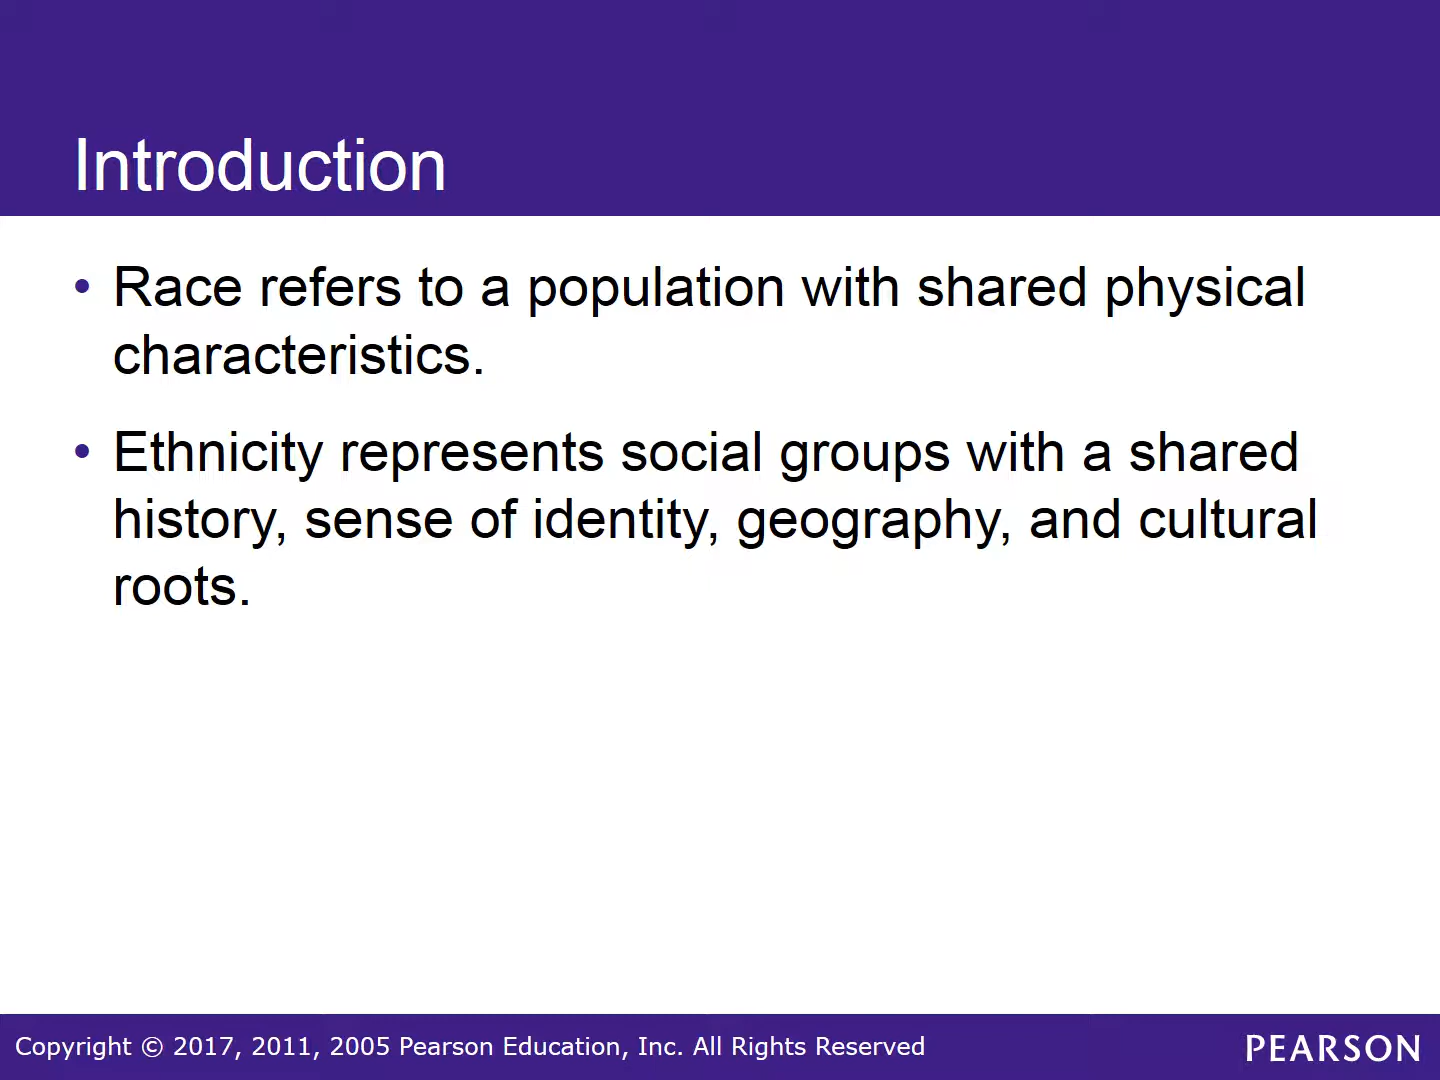 Introduction
• Race refers to a population with shared physical
characteristics.
• Ethnicity represents social groups with a shared
history, sense of identity, geography, and cultural
roots.
Copyright © 2017, 2011, 2005 Pearson Education, Inc. All Rights Reserved
PEARSON